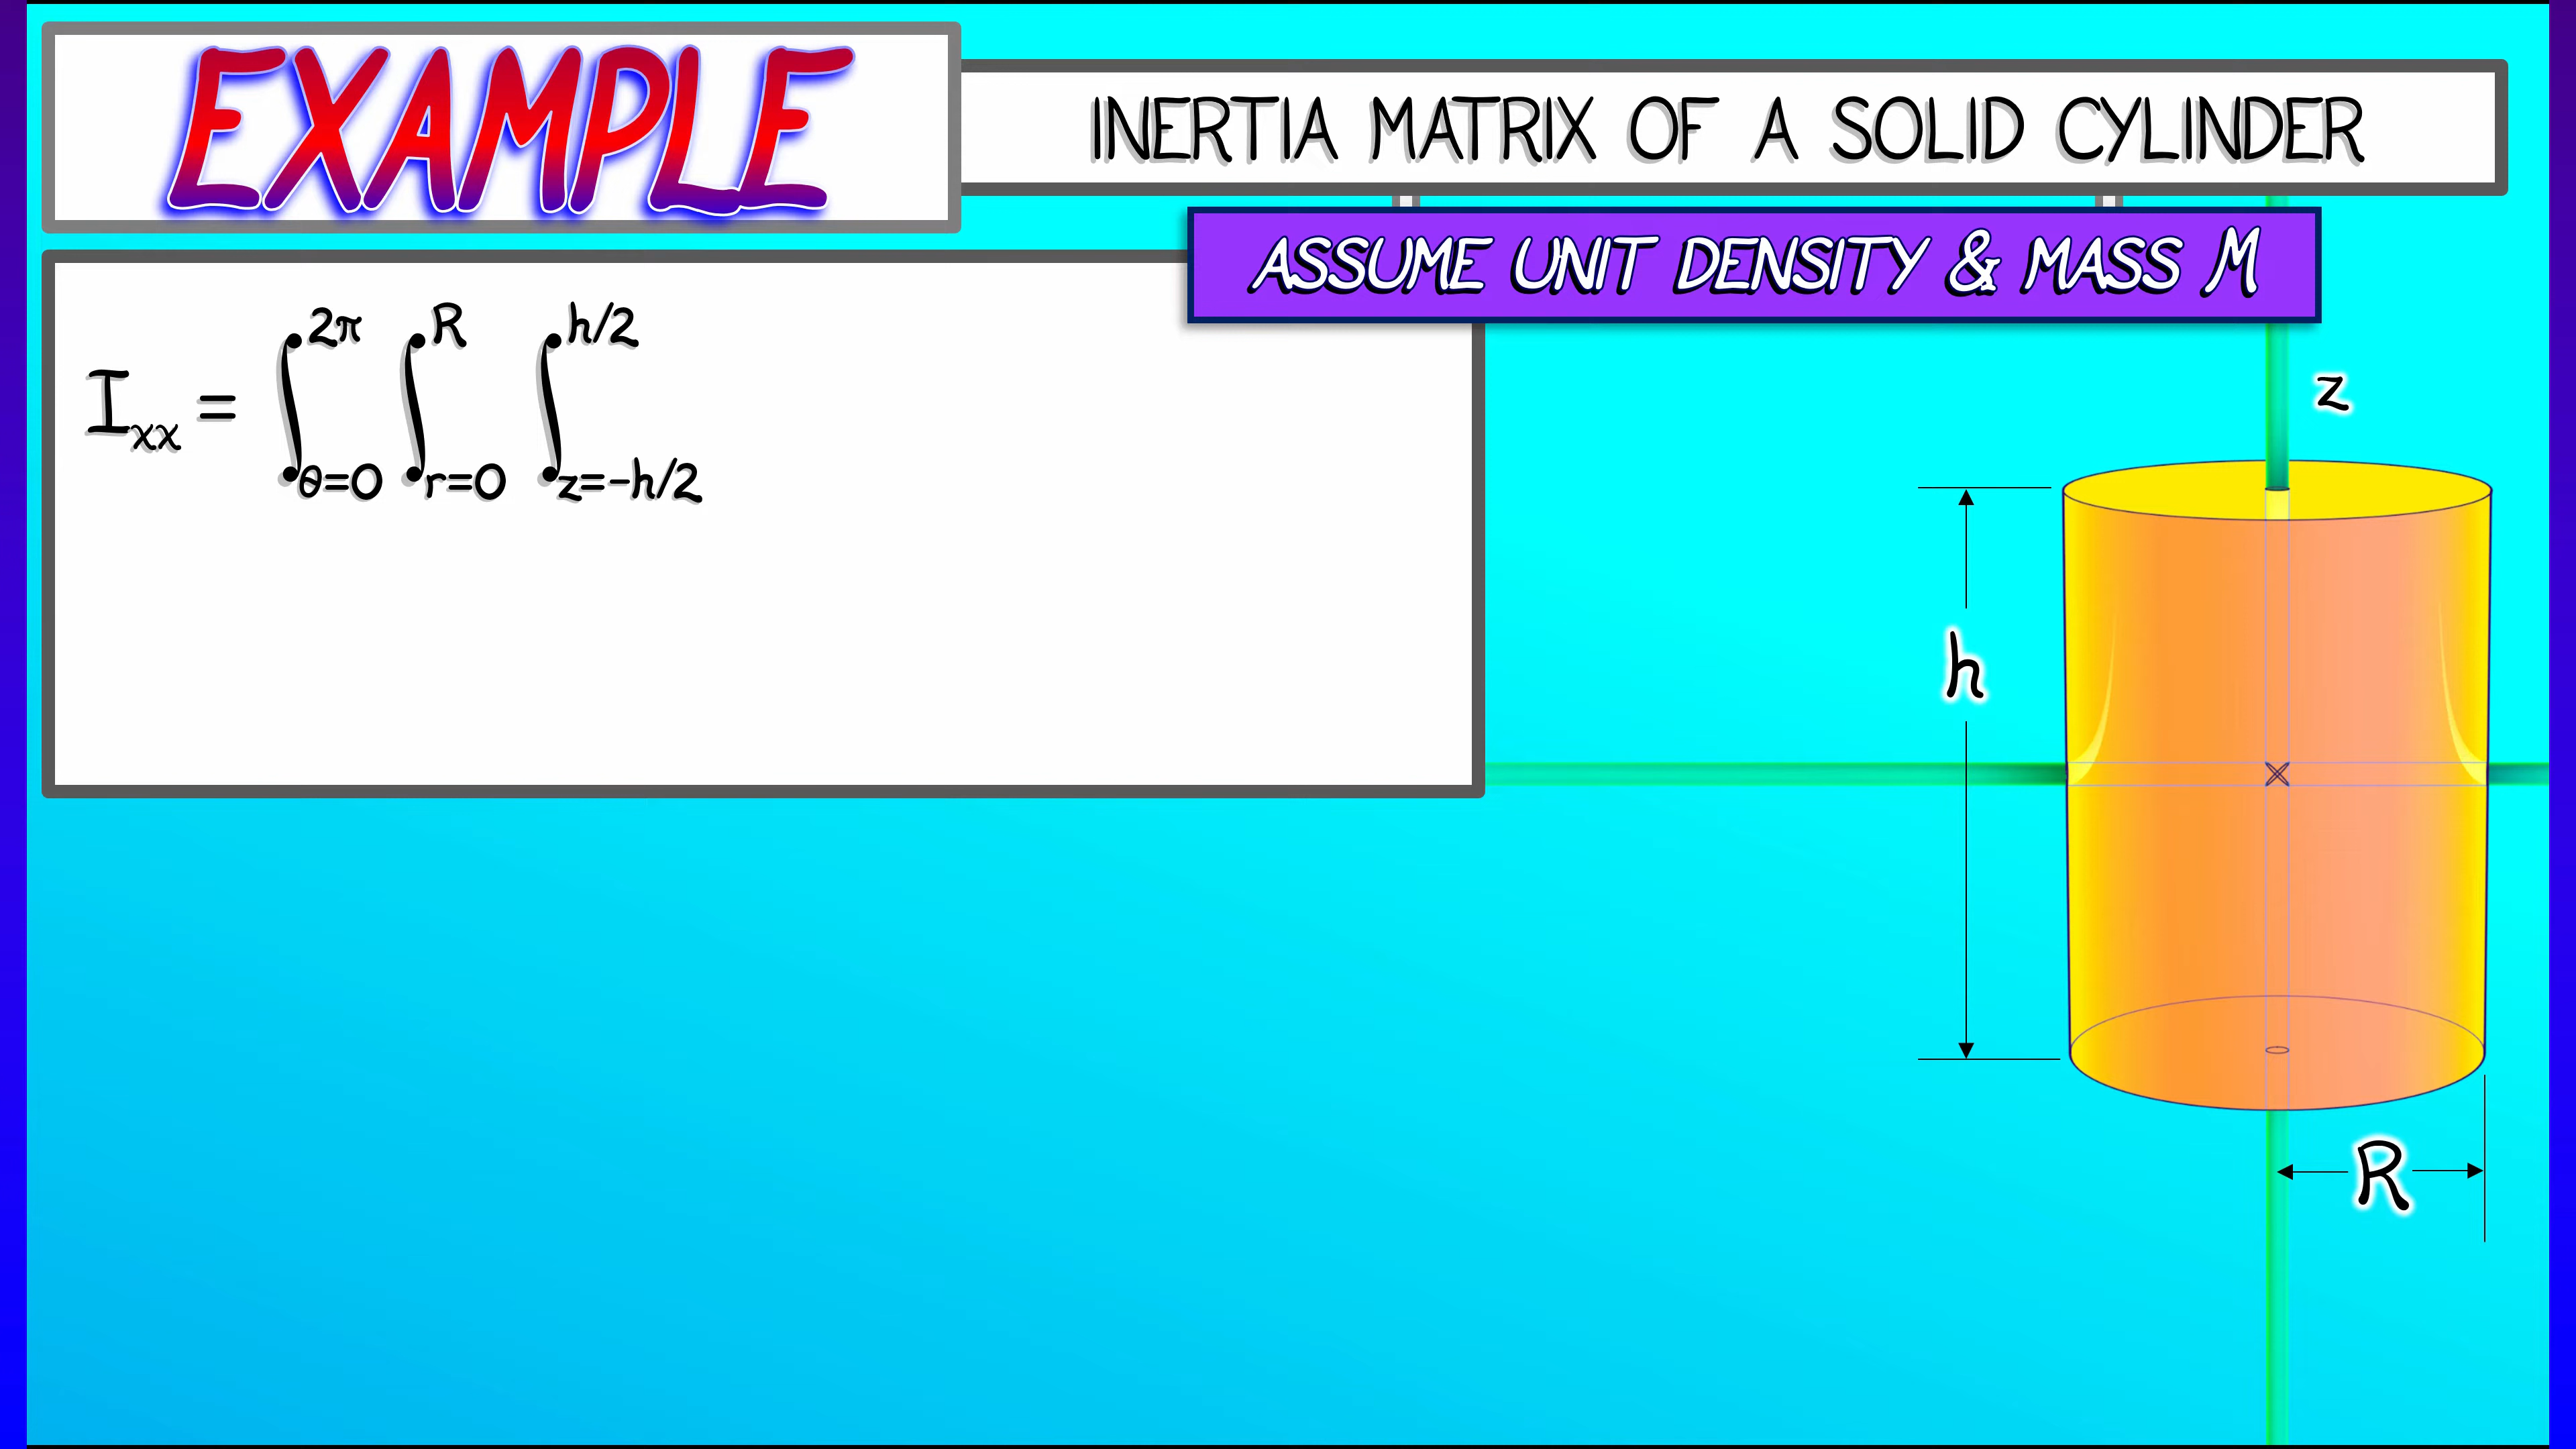 EXAMPLE
INERTIA MATRIX OF A SOLID CYLINDER
ASSUME UNIT DENSITY & MASS M
2π R h/2
Ixx = ∫ ∫ ∫
θ=0 r=0 z=-h/2
z
h
R